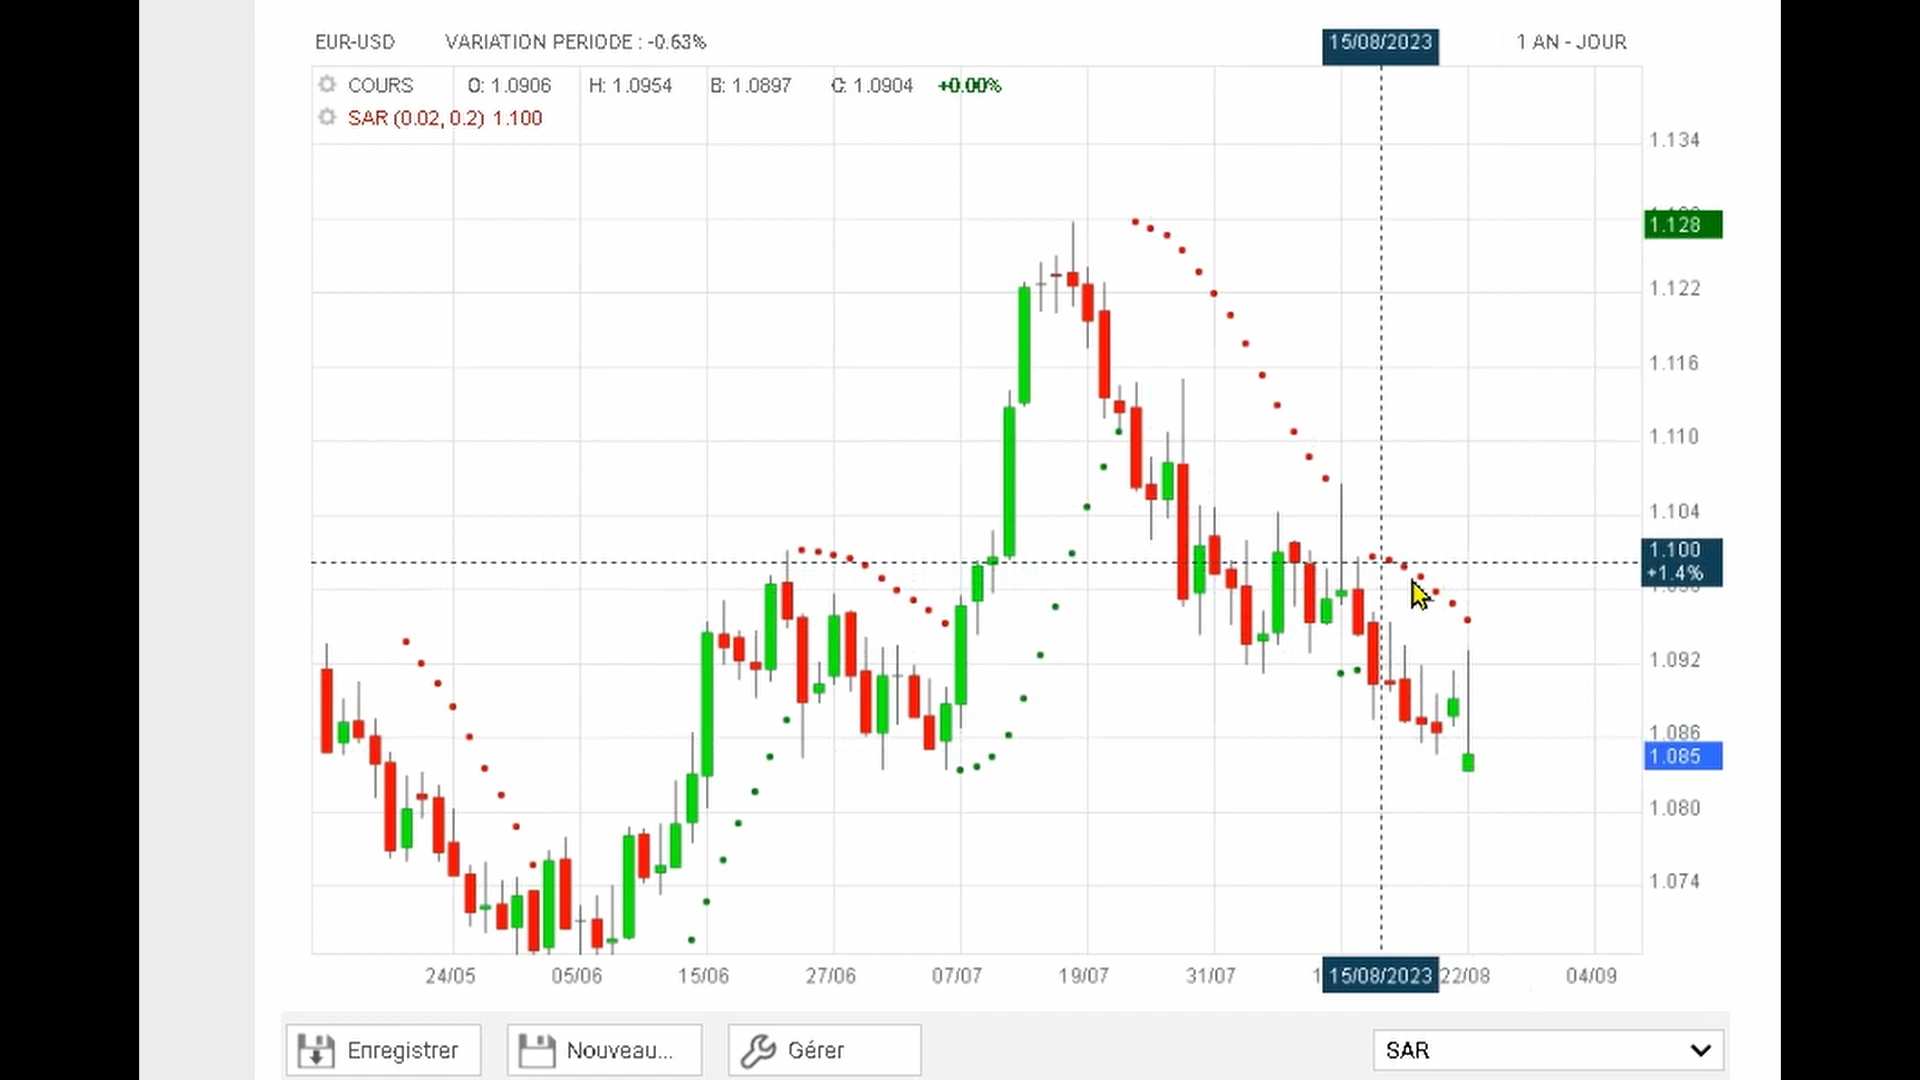 EUR-USD VARIATION PERIODE : -0.63% 15/08/2023 1 AN - JOUR
COURS O: 1.0906 H: 1.0954 B: 1.0897 C: 1.0904 +0.00%
SAR (0.02, 0.2) 1.100
1.134
1.128
1.122
1.116
1.110
1.104
1.100
+1.4%
1.092
1.086
1.085
1.080
1.074
24/05 05/06 15/06 27/06 07/07 19/07 31/07 15/08/2023 22/08 04/09
Enregistrer Nouveau... Gérer SAR